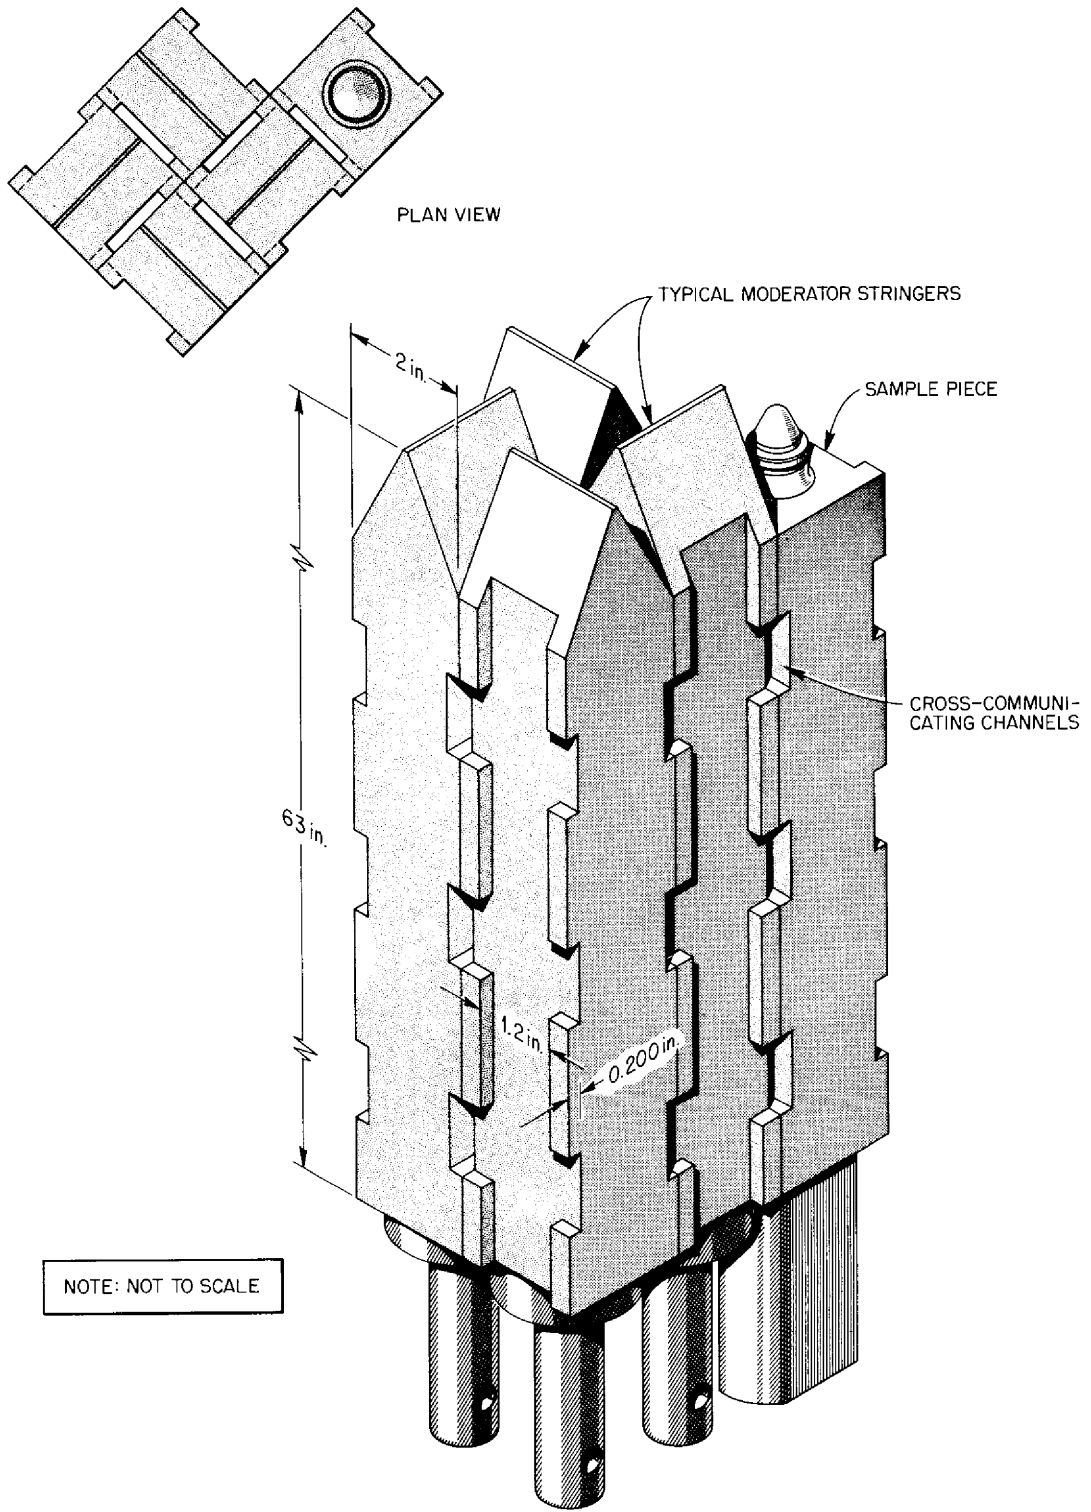 PLAN VIEW
TYPICAL MODERATOR STRINGERS
2 in.
SAMPLE PIECE
CROSS-COMMUNI-
CATING CHANNELS
63 in.
1.2 in.
0.200 in.
NOTE: NOT TO SCALE